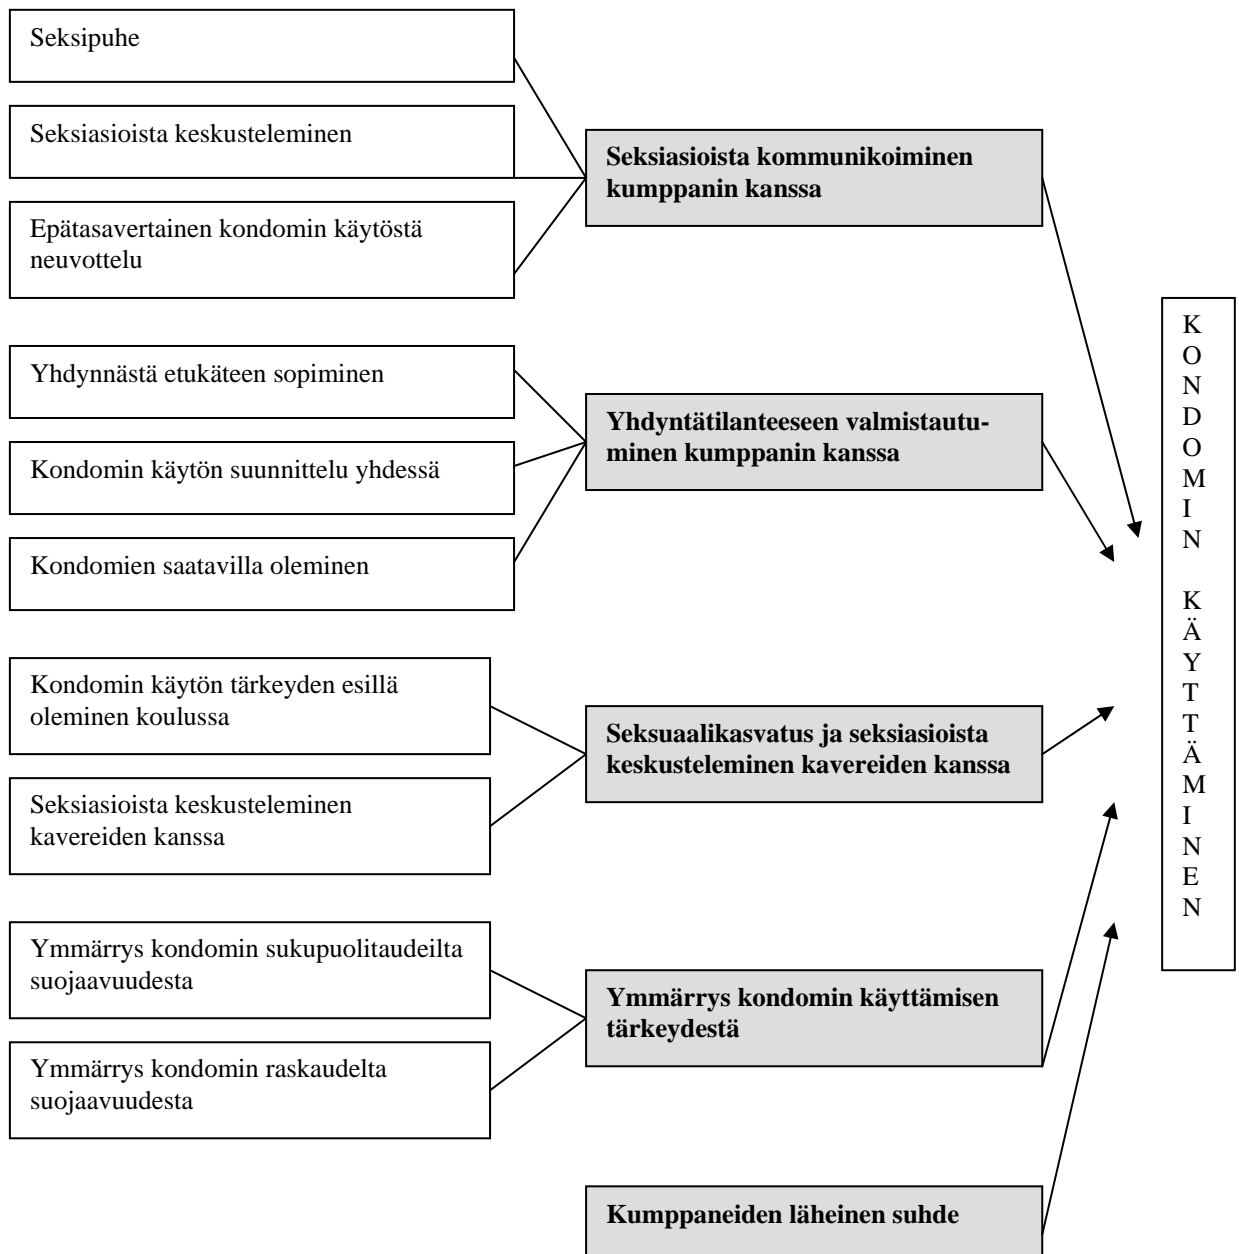 Seksipuhe
Seksiasioista keskusteleminen
Epätasavertainen kondomin käytöstä
neuvottelu
Seksiasioista kommunikoiminen
kumppanin kanssa
Yhdynnästä etukäteen sopiminen
Kondomin käytön suunnittelu yhdessä
Kondomien saatavilla oleminen
Yhdyntätilanteeseen valmistautu-
minen kumppanin kanssa
Kondomin käytön tärkeyden esillä
oleminen koulussa
Seksiasioista keskusteleminen
kavereiden kanssa
Seksuaalikasvatus ja seksiasioista
keskusteleminen kavereiden kanssa
Ymmärrys kondomin sukupuolitaudeilta
suojaavuudesta
Ymmärrys kondomin raskaudelta
suojaavuudesta
Ymmärrys kondomin käyttämisen
tärkeydestä
Kumppaneiden läheinen suhde
K
O
N
D
O
M
I
N
K
Ä
Y
T
T
Ä
M
I
N
E
N